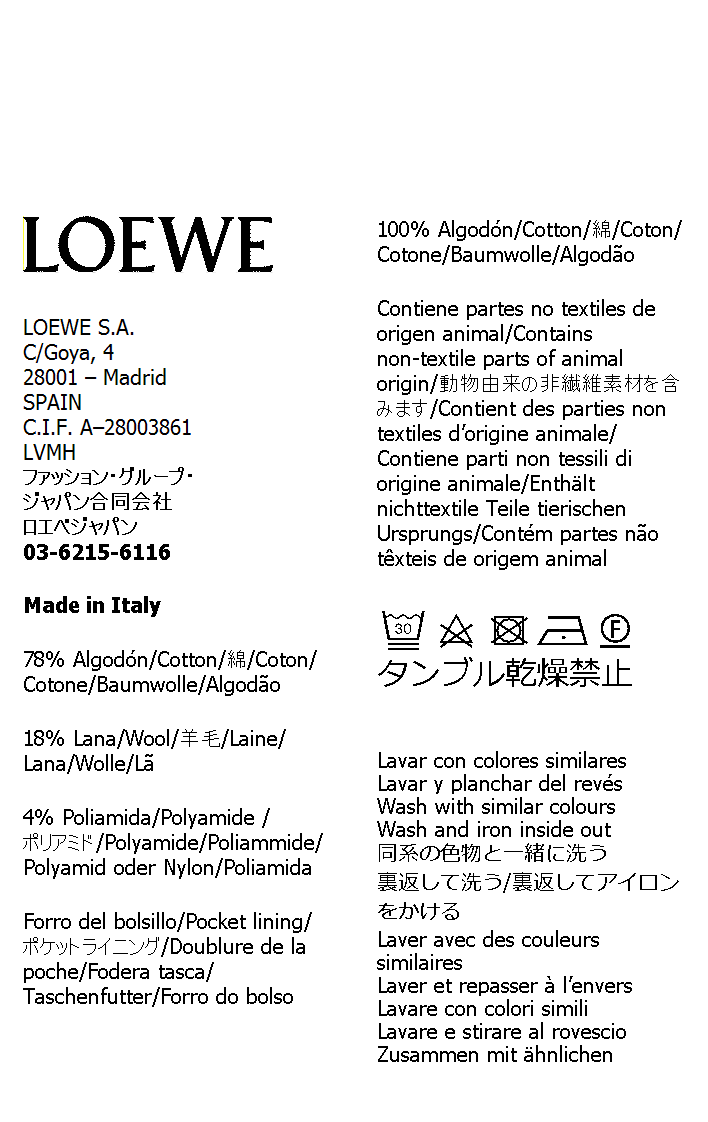 LOEWE
LOEWE S.A.
C/Goya, 4
28001 – Madrid
SPAIN
C.I.F. A–28003861
LVMH
ファッション・グループ・
ジャパン合同会社
ロエベジャパン
03-6215-6116
Made in Italy
78% Algodón/Cotton/綿/Coton/
Cotone/Baumwolle/Algodão
18% Lana/Wool/羊毛/Laine/
Lana/Wolle/Lã
4% Poliamida/Polyamide /
ポリアミド/Polyamide/Poliammide/
Polyamid oder Nylon/Poliamida
Forro del bolsillo/Pocket lining/
ポケットライニング/Doublure de la
poche/Fodera tasca/
Taschenfutter/Forro do bolso
100% Algodón/Cotton/綿/Coton/
Cotone/Baumwolle/Algodão
Contiene partes no textiles de
origen animal/Contains
non-textile parts of animal
origin/動物由来の非繊維素材を含
みます/Contient des parties non
textiles d’origine animale/
Contiene parti non tessili di
origine animale/Enthält
nichttextile Teile tierischen
Ursprungs/Contém partes não
têxteis de origem animal
30 F
タンブル乾燥禁止
Lavar con colores similares
Lavar y planchar del revés
Wash with similar colours
Wash and iron inside out
同系の色物と一緒に洗う
裏返して洗う/裏返してアイロン
をかける
Laver avec des couleurs
similaires
Laver et repasser à l’envers
Lavare con colori simili
Lavare e stirare al rovescio
Zusammen mit ähnlichen